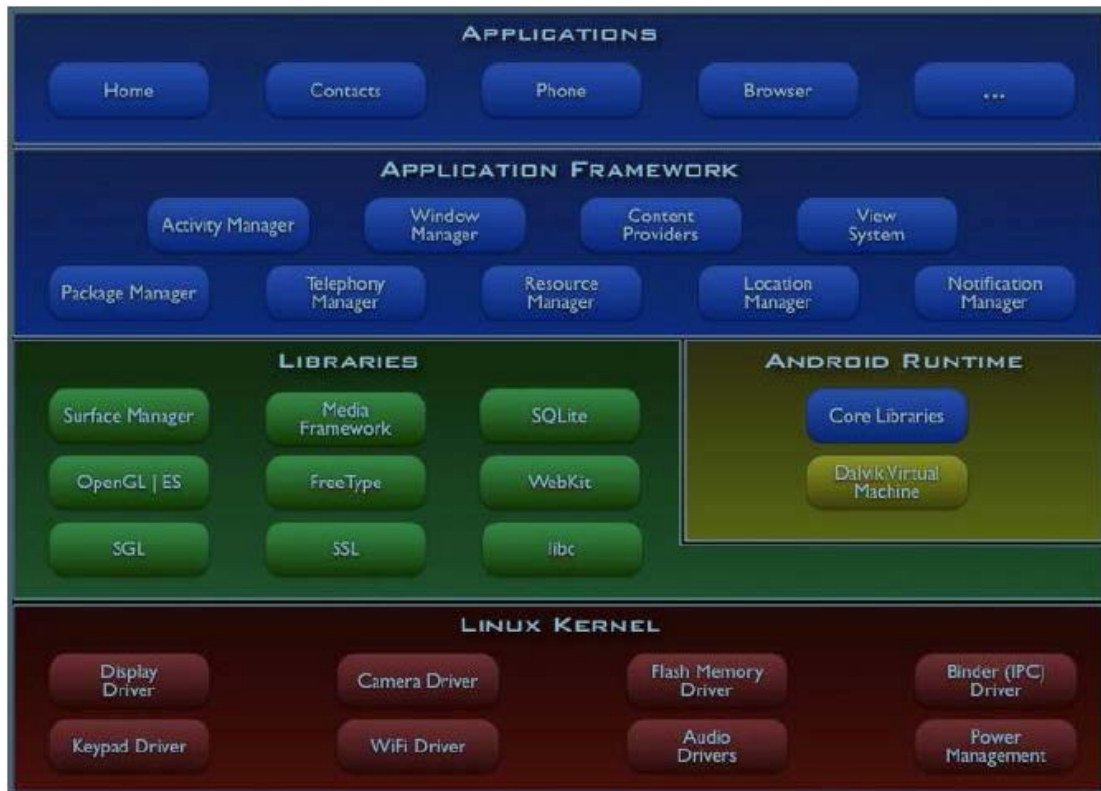 APPLICATIONS
Home
Contacts
Phone
Browser
...
APPLICATION FRAMEWORK
Activity Manager
Window
Manager
Content
Providers
View
System
Package Manager
Telephony
Manager
Resource
Manager
Location
Manager
Notification
Manager
LIBRARIES
Surface Manager
Media
Framework
SQLite
OpenGL | ES
FreeType
WebKit
SGL
SSL
libc
ANDROID RUNTIME
Core Libraries
Dalvik Virtual
Machine
LINUX KERNEL
Display
Driver
Camera Driver
Flash Memory
Driver
Binder (IPC)
Driver
Keypad Driver
WiFi Driver
Audio
Drivers
Power
Management